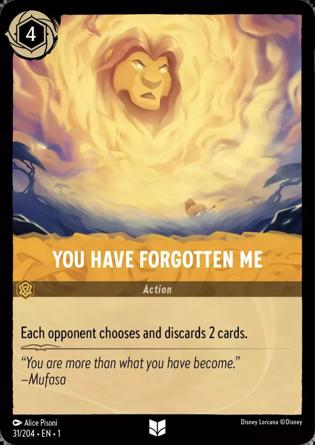 4
YOU HAVE FORGOTTEN ME
Action
Each opponent chooses and discards 2 cards.
“You are more than what you have become.”
–Mufasa
Alice Pisoni
31/204 • EN • 1
Disney Lorcana ©Disney